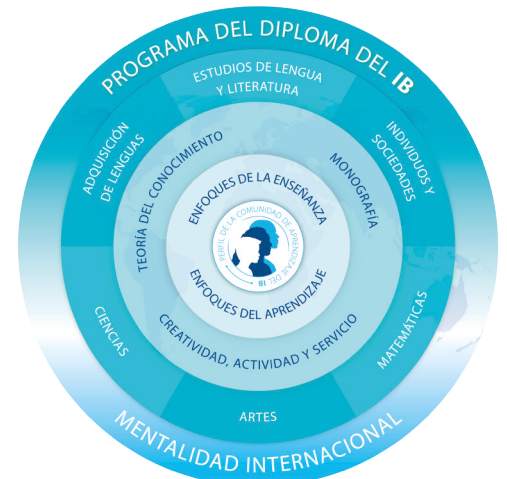 PROGRAMA DEL DIPLOMA DEL IB
ESTUDIOS DE LENGUA
Y LITERATURA
ADQUISICIÓN
DE LENGUAS
INDIVIDUOS Y
SOCIEDADES
TEORÍA DEL CONOCIMIENTO
MONOGRAFÍA
ENFOQUES DE LA ENSEÑANZA
PERFIL DE LA COMUNIDAD DE APRENDIZAJE DEL IB
ENFOQUES DEL APRENDIZAJE
CREATIVIDAD, ACTIVIDAD Y SERVICIO
CIENCIAS
MATEMÁTICAS
ARTES
MENTALIDAD INTERNACIONAL